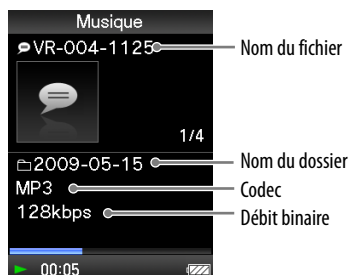 Musique
VR-004-1125
Nom du fichier
1/4
2009-05-15
Nom du dossier
MP3
Codec
128kbps
Débit binaire
00:05